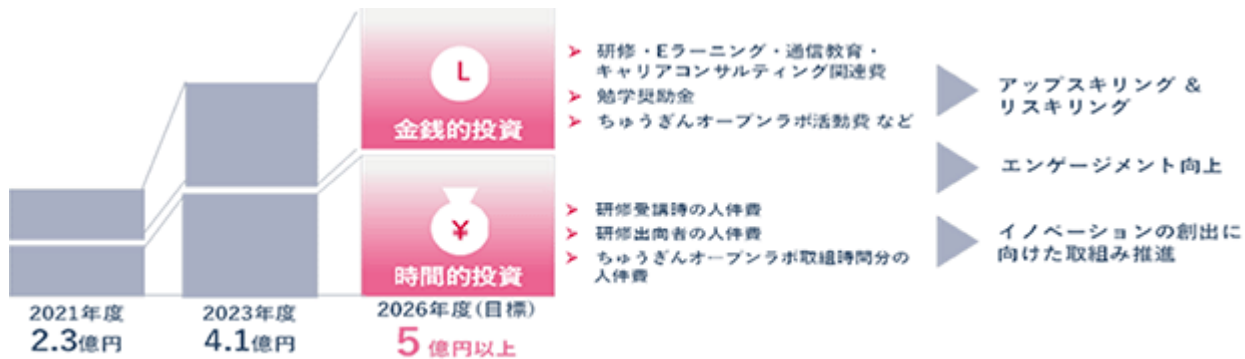 L
金銭的投資
➤ 研修・Eラーニング・通信教育・
キャリアコンサルティング関連費
➤ 勉学奨励金
➤ ちゅうぎんオープンラボ活動費 など
¥
時間的投資
➤ 研修受講時の人件費
➤ 研修出向者の人件費
➤ ちゅうぎんオープンラボ取組時間分の
人件費
アップスキリング &
リスキリング
エンゲージメント向上
イノベーションの創出に
向けた取組み推進
2021年度
2.3億円
2023年度
4.1億円
2026年度(目標)
5 億円以上